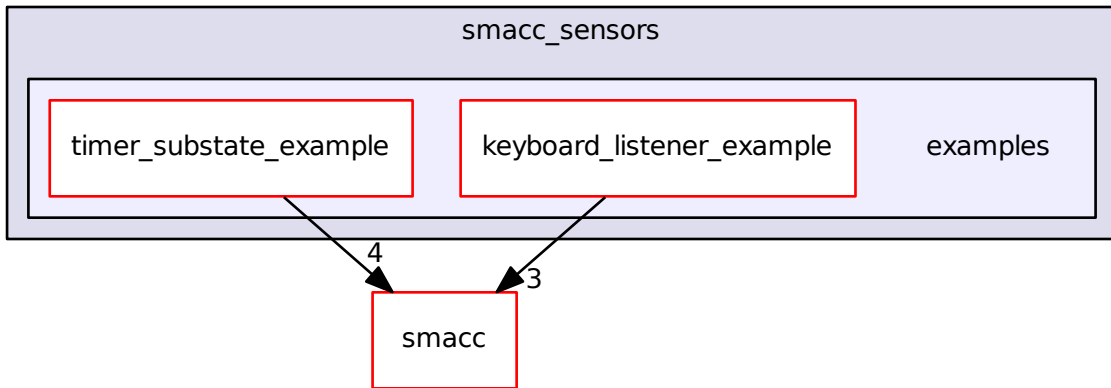 smacc_sensors
timer_substate_example
keyboard_listener_example
examples
4
3
smacc